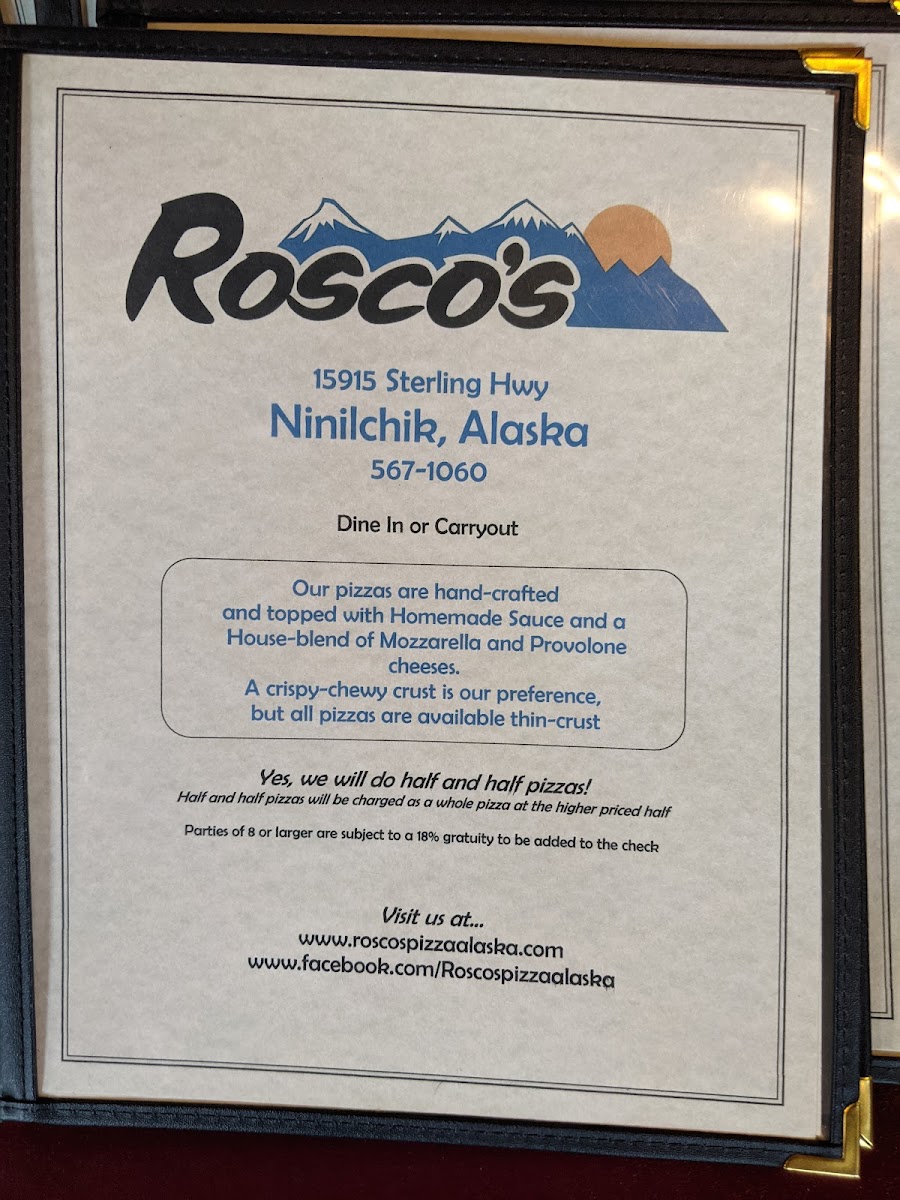 Rosco's
15915 Sterling Hwy
Ninilchik, Alaska
567-1060
Dine In or Carryout
Our pizzas are hand-crafted
and topped with Homemade Sauce and a
House-blend of Mozzarella and Provolone
cheeses.
A crispy-chewy crust is our preference,
but all pizzas are available thin-crust
Yes, we will do half and half pizzas!
Half and half pizzas will be charged as a whole pizza at the higher priced half
Parties of 8 or larger are subject to a 18% gratuity to be added to the check
Visit us at...
www.roscospizzaalaska.com
www.facebook.com/Roscospizzaalaska